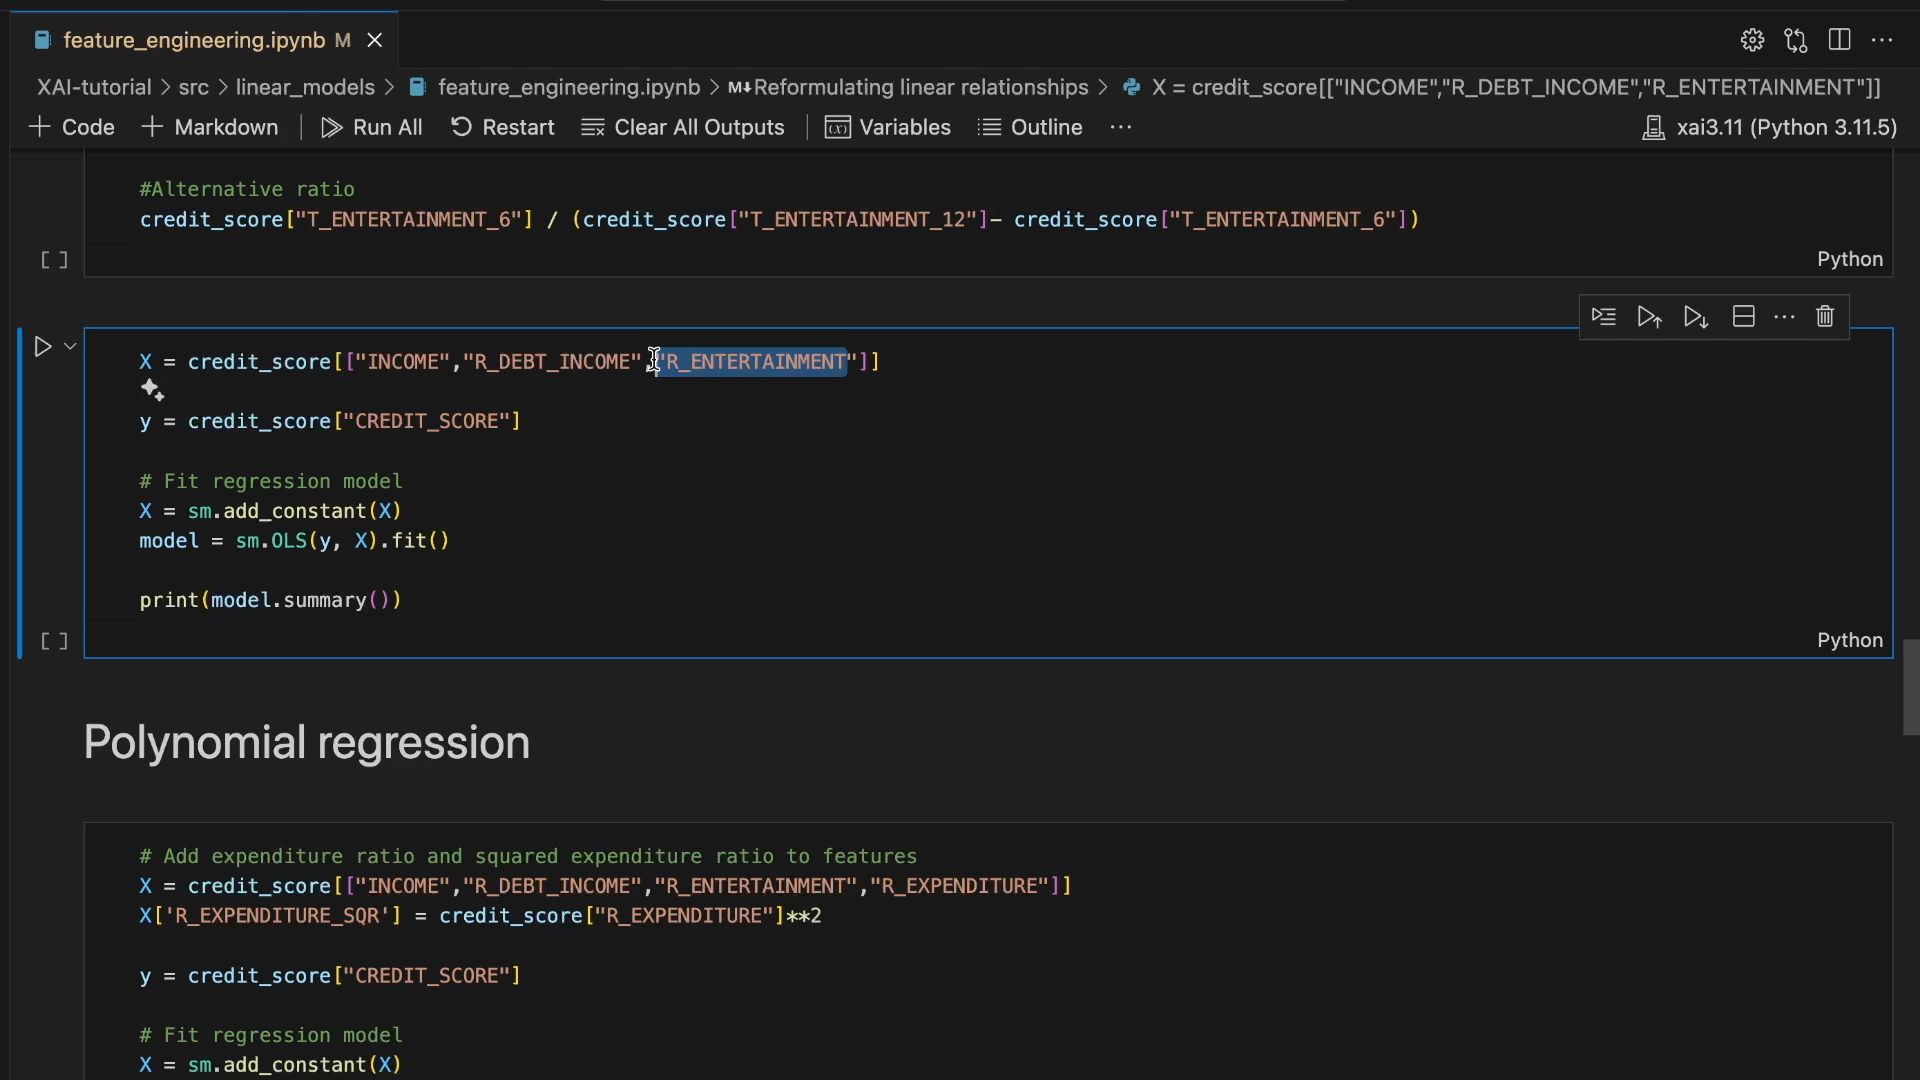 feature_engineering.ipynb M
XAI-tutorial > src > linear_models > feature_engineering.ipynb > M↓Reformulating linear relationships > X = credit_score[["INCOME","R_DEBT_INCOME","R_ENTERTAINMENT"]]
+ Code + Markdown | Run All Restart Clear All Outputs | Variables Outline ··· xai3.11 (Python 3.11.5)
#Alternative ratio
credit_score["T_ENTERTAINMENT_6"] / (credit_score["T_ENTERTAINMENT_12"]- credit_score["T_ENTERTAINMENT_6"])
[ ] Python
X = credit_score[["INCOME","R_DEBT_INCOME","R_ENTERTAINMENT"]]
y = credit_score["CREDIT_SCORE"]
# Fit regression model
X = sm.add_constant(X)
model = sm.OLS(y, X).fit()
print(model.summary())
[ ] Python
Polynomial regression
# Add expenditure ratio and squared expenditure ratio to features
X = credit_score[["INCOME","R_DEBT_INCOME","R_ENTERTAINMENT","R_EXPENDITURE"]]
X['R_EXPENDITURE_SQR'] = credit_score["R_EXPENDITURE"]**2
y = credit_score["CREDIT_SCORE"]
# Fit regression model
X = sm.add_constant(X)